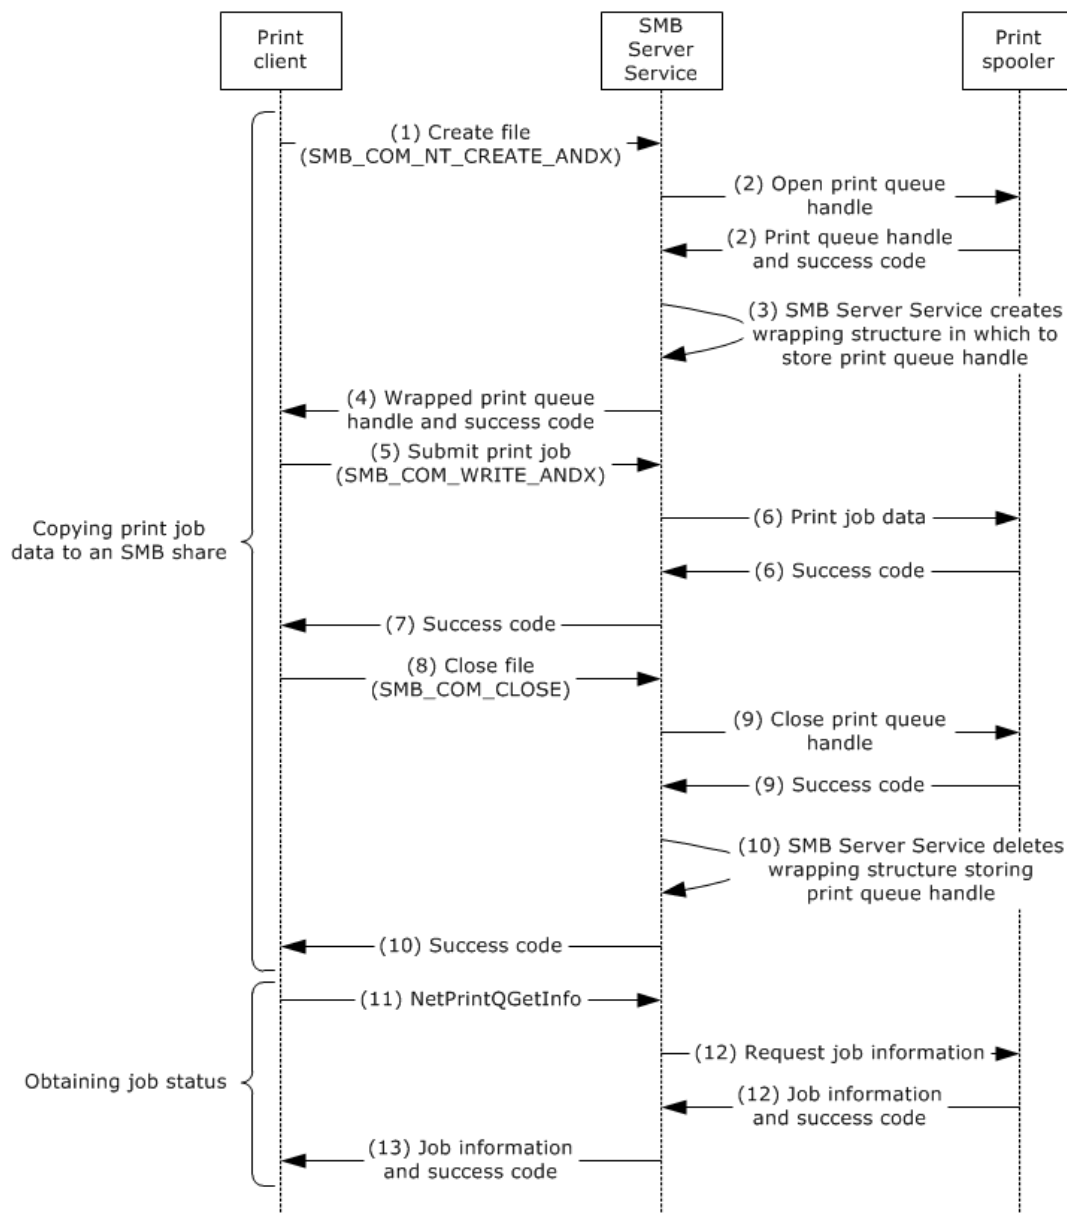 Print
client
SMB
Server
Service
Print
spooler
(1) Create file
(SMB_COM_NT_CREATE_ANDX)
(2) Open print queue
handle
(2) Print queue handle
and success code
(3) SMB Server Service creates
wrapping structure in which to
store print queue handle
(4) Wrapped print queue
handle and success code
(5) Submit print job
(SMB_COM_WRITE_ANDX)
Copying print job
data to an SMB share
(6) Print job data
(6) Success code
(7) Success code
(8) Close file
(SMB_COM_CLOSE)
(9) Close print queue
handle
(9) Success code
(10) SMB Server Service deletes
wrapping structure storing
print queue handle
(10) Success code
(11) NetPrintQGetInfo
(12) Request job information
Obtaining job status
(12) Job information
and success code
(13) Job information
and success code